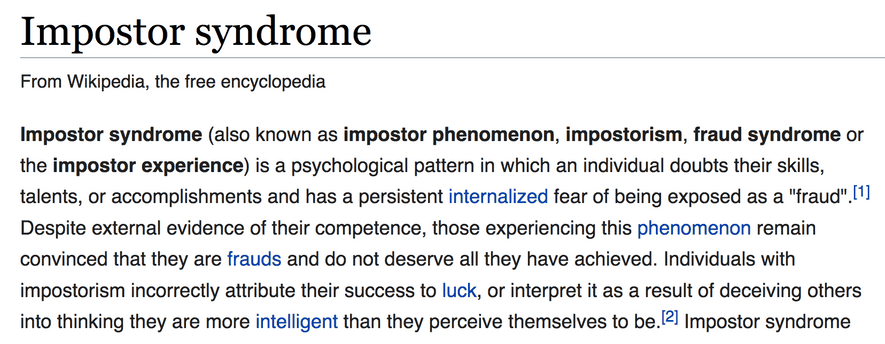 Impostor syndrome
From Wikipedia, the free encyclopedia
Impostor syndrome (also known as impostor phenomenon, impostorism, fraud syndrome or
the impostor experience) is a psychological pattern in which an individual doubts their skills,
talents, or accomplishments and has a persistent internalized fear of being exposed as a "fraud".[1]
Despite external evidence of their competence, those experiencing this phenomenon remain
convinced that they are frauds and do not deserve all they have achieved. Individuals with
impostorism incorrectly attribute their success to luck, or interpret it as a result of deceiving others
into thinking they are more intelligent than they perceive themselves to be.[2] Impostor syndrome